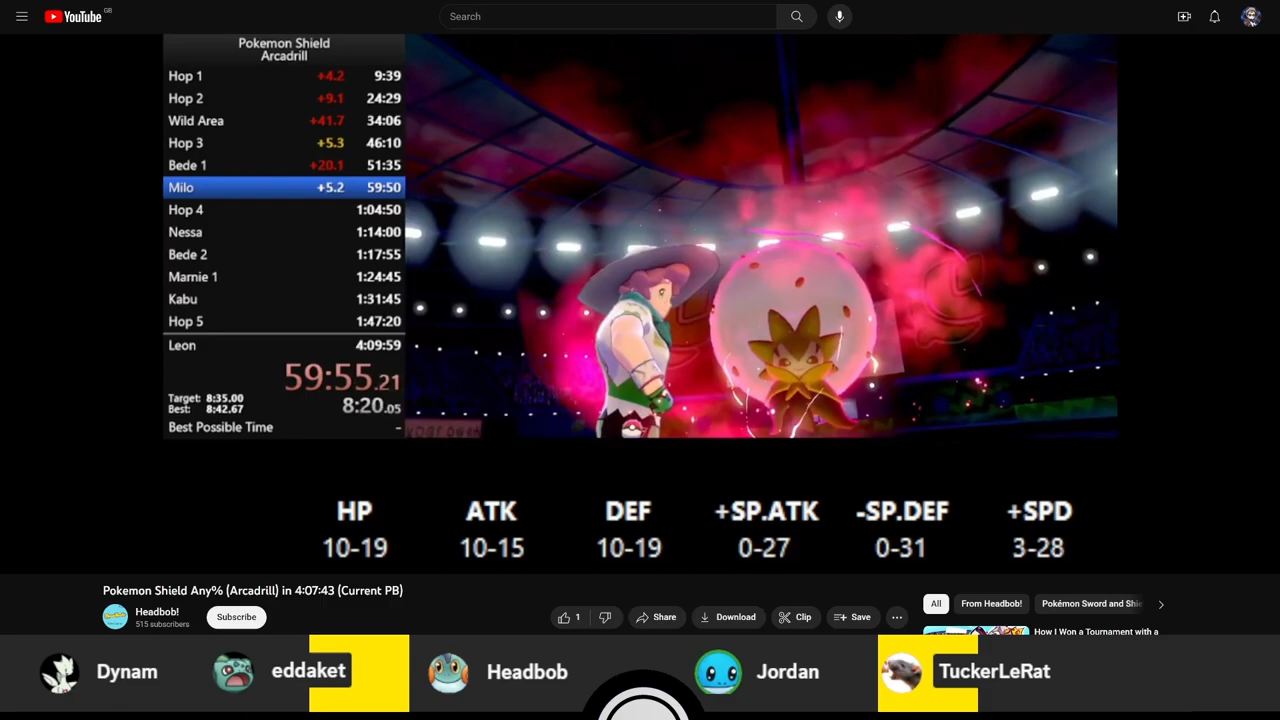 YouTube GB
Search
Pokemon Shield
Arcadrill
Hop 1 +4.2 9:39
Hop 2 +9.1 24:29
Wild Area +41.7 34:06
Hop 3 +5.3 46:10
Bede 1 +20.1 51:35
Milo +5.2 59:50
Hop 4 1:04:50
Nessa 1:14:00
Bede 2 1:17:55
Marnie 1 1:24:45
Kabu 1:31:45
Hop 5 1:47:20
Leon 4:09:59
59:55.21
Target: 8:35.00
Best: 8:42.67
8:20.05
Best Possible Time -
HP ATK DEF +SP.ATK -SP.DEF +SPD
10-19 10-15 10-19 0-27 0-31 3-28
Pokemon Shield Any% (Arcadrill) in 4:07:43 (Current PB)
Headbob!
515 subscribers
Subscribe
1 Share Download Clip Save
All From Headbob! Pokémon Sword and Shie
How I Won a Tournament with a
Dynam eddaket Headbob Jordan TuckerLeRat